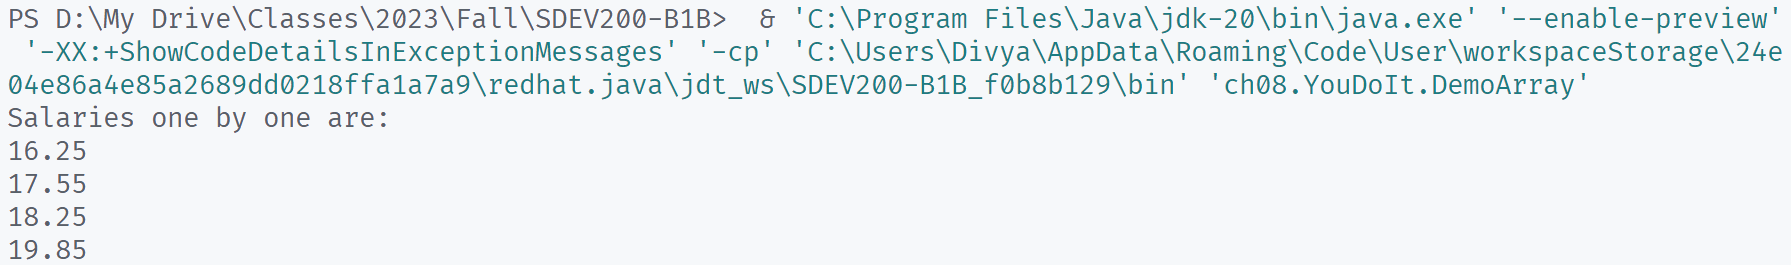 PS D:\My Drive\Classes\2023\Fall\SDEV200-B1B>  & 'C:\Program Files\Java\jdk-20\bin\java.exe' '--enable-preview'
 '-XX:+ShowCodeDetailsInExceptionMessages' '-cp' 'C:\Users\Divya\AppData\Roaming\Code\User\workspaceStorage\24e
04e86a4e85a2689dd0218ffa1a7a9\redhat.java\jdt_ws\SDEV200-B1B_f0b8b129\bin' 'ch08.YouDoIt.DemoArray'
Salaries one by one are:
16.25
17.55
18.25
19.85